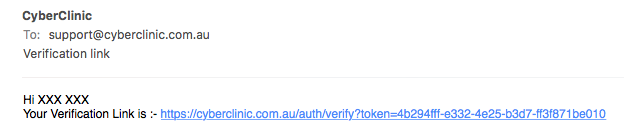 CyberClinic
To: support@cyberclinic.com.au
Verification link
Hi XXX XXX
Your Verification Link is :- https://cyberclinic.com.au/auth/verify?token=4b294fff-e332-4e25-b3d7-ff3f871be010